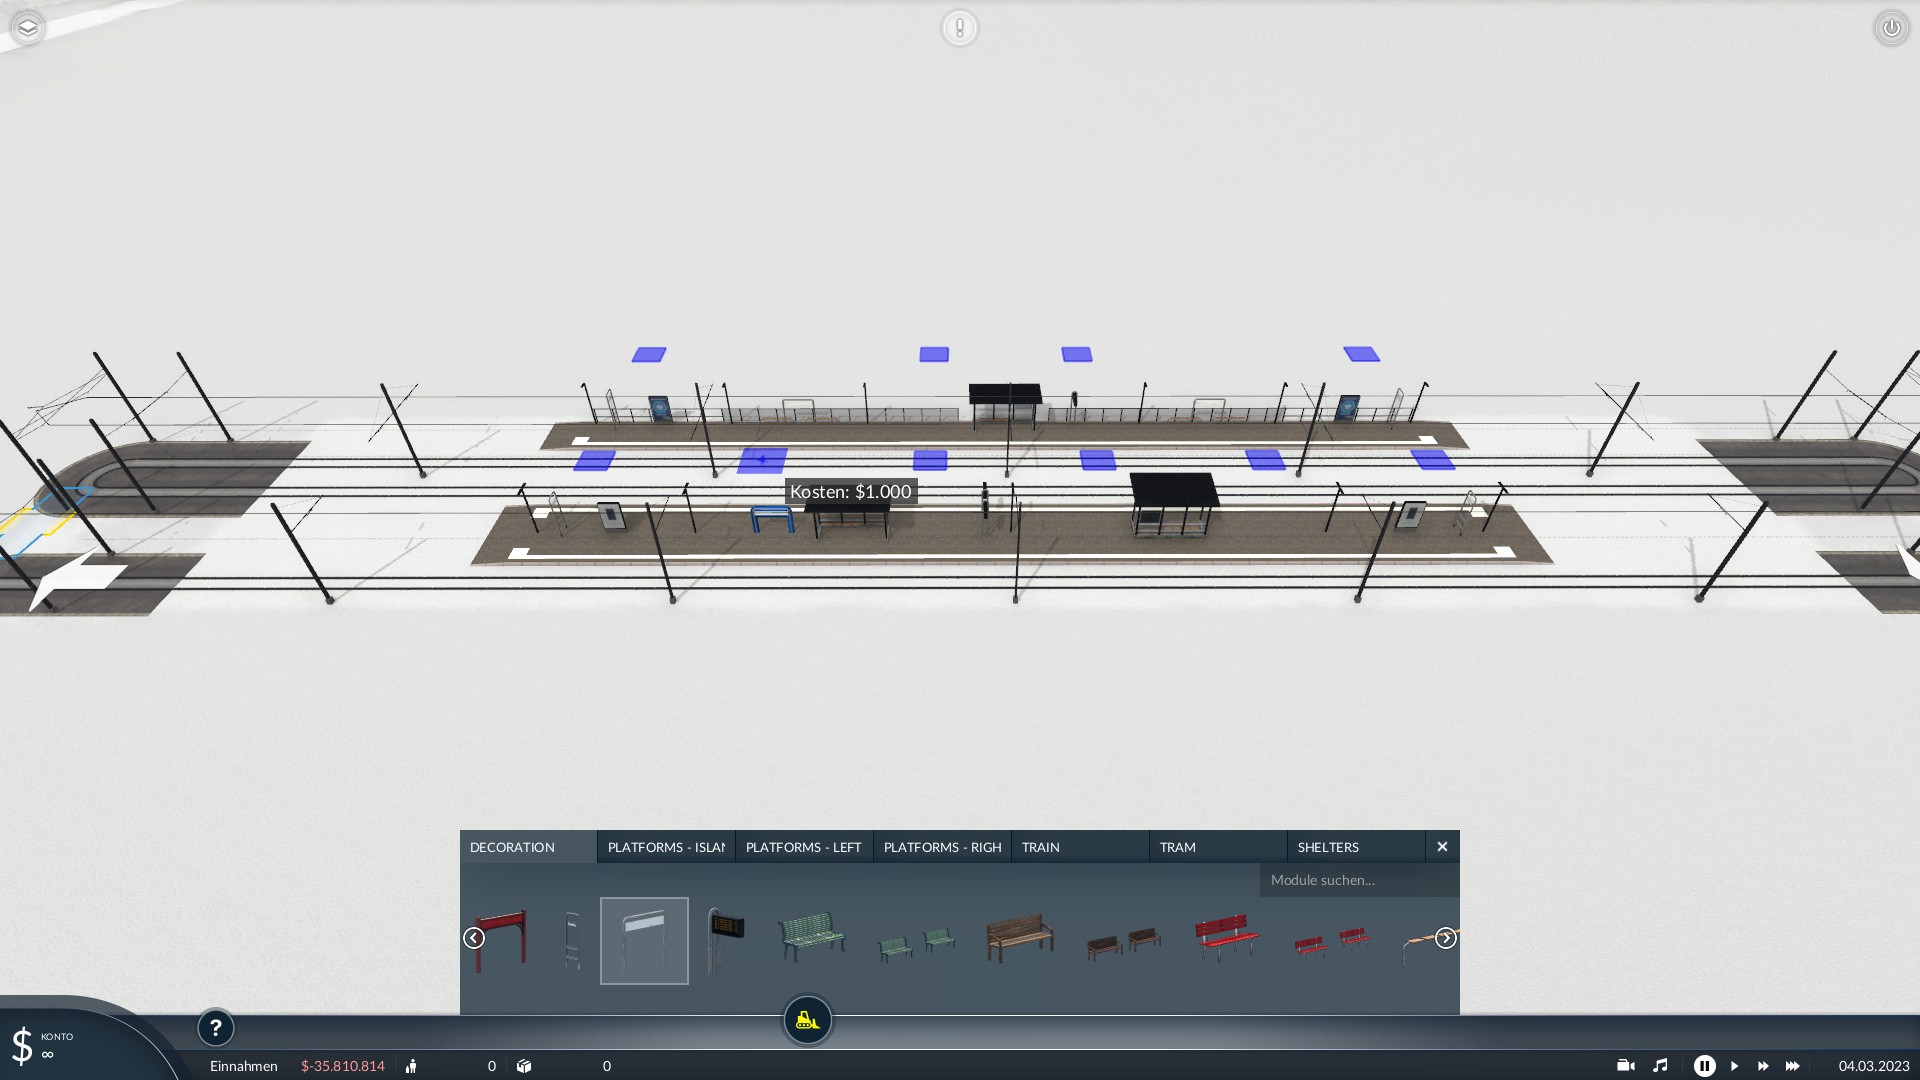 Kosten: $1.000
DECORATION
PLATFORMS - ISLAN
PLATFORMS - LEFT
PLATFORMS - RIGH
TRAIN
TRAM
SHELTERS
Module suchen...
?
$
KONTO
∞
Einnahmen
$-35.810.814
0
0
04.03.2023